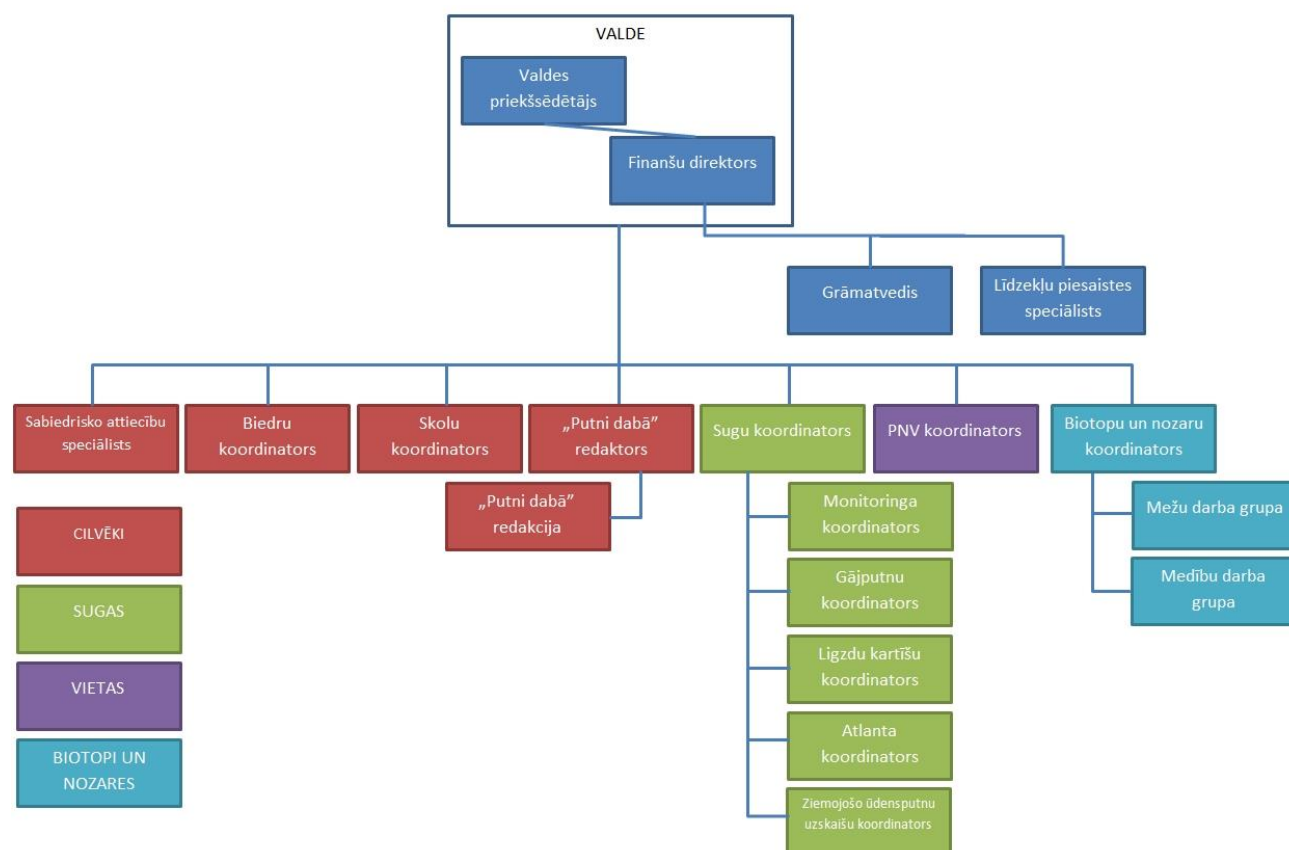 VALDE
Valdes
priekšsēdētājs
Finanšu direktors
Grāmatvedis
Līdzekļu piesaistes
speciālists
Sabiedrisko attiecību
speciālists
Biedru
koordinators
Skolu
koordinators
„Putni dabā”
redaktors
Sugu koordinators
PNV koordinators
Biotopu un nozaru
koordinators
„Putni dabā”
redakcija
Monitoringa
koordinators
Gājputnu
koordinators
Ligzdu kartīšu
koordinators
Atlanta
koordinators
Ziemojošo ūdensputnu
uzskaišu koordinators
Mežu darba grupa
Medību darba
grupa
CILVĒKI
SUGAS
VIETAS
BIOTOPI UN
NOZARES